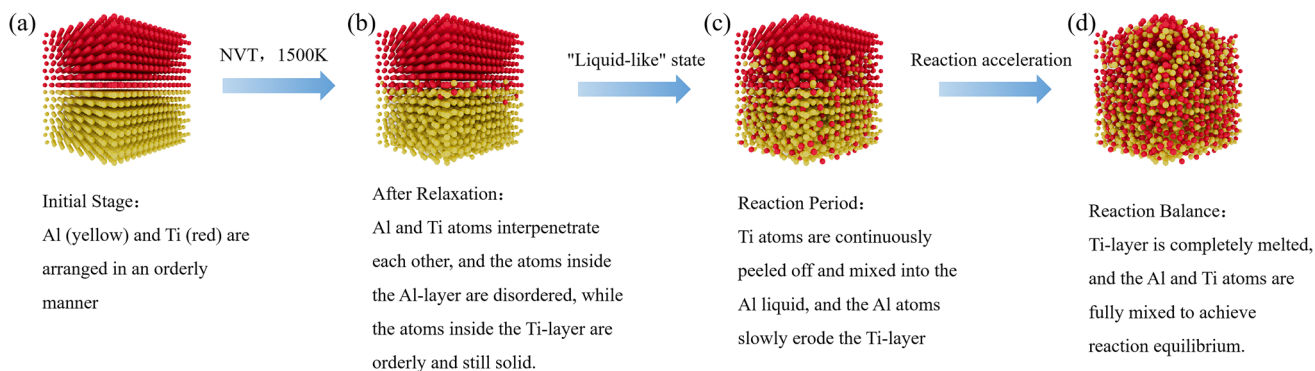 (a)
NVT，1500K
(b)
"Liquid-like" state
(c)
Reaction acceleration
(d)
Initial Stage：
Al (yellow) and Ti (red) are
arranged in an orderly
manner
After Relaxation：
Al and Ti atoms interpenetrate
each other, and the atoms inside
the Al-layer are disordered, while
the atoms inside the Ti-layer are
orderly and still solid.
Reaction Period：
Ti atoms are continuously
peeled off and mixed into the
Al liquid, and the Al atoms
slowly erode the Ti-layer
Reaction Balance：
Ti-layer is completely melted,
and the Al and Ti atoms are
fully mixed to achieve
reaction equilibrium.